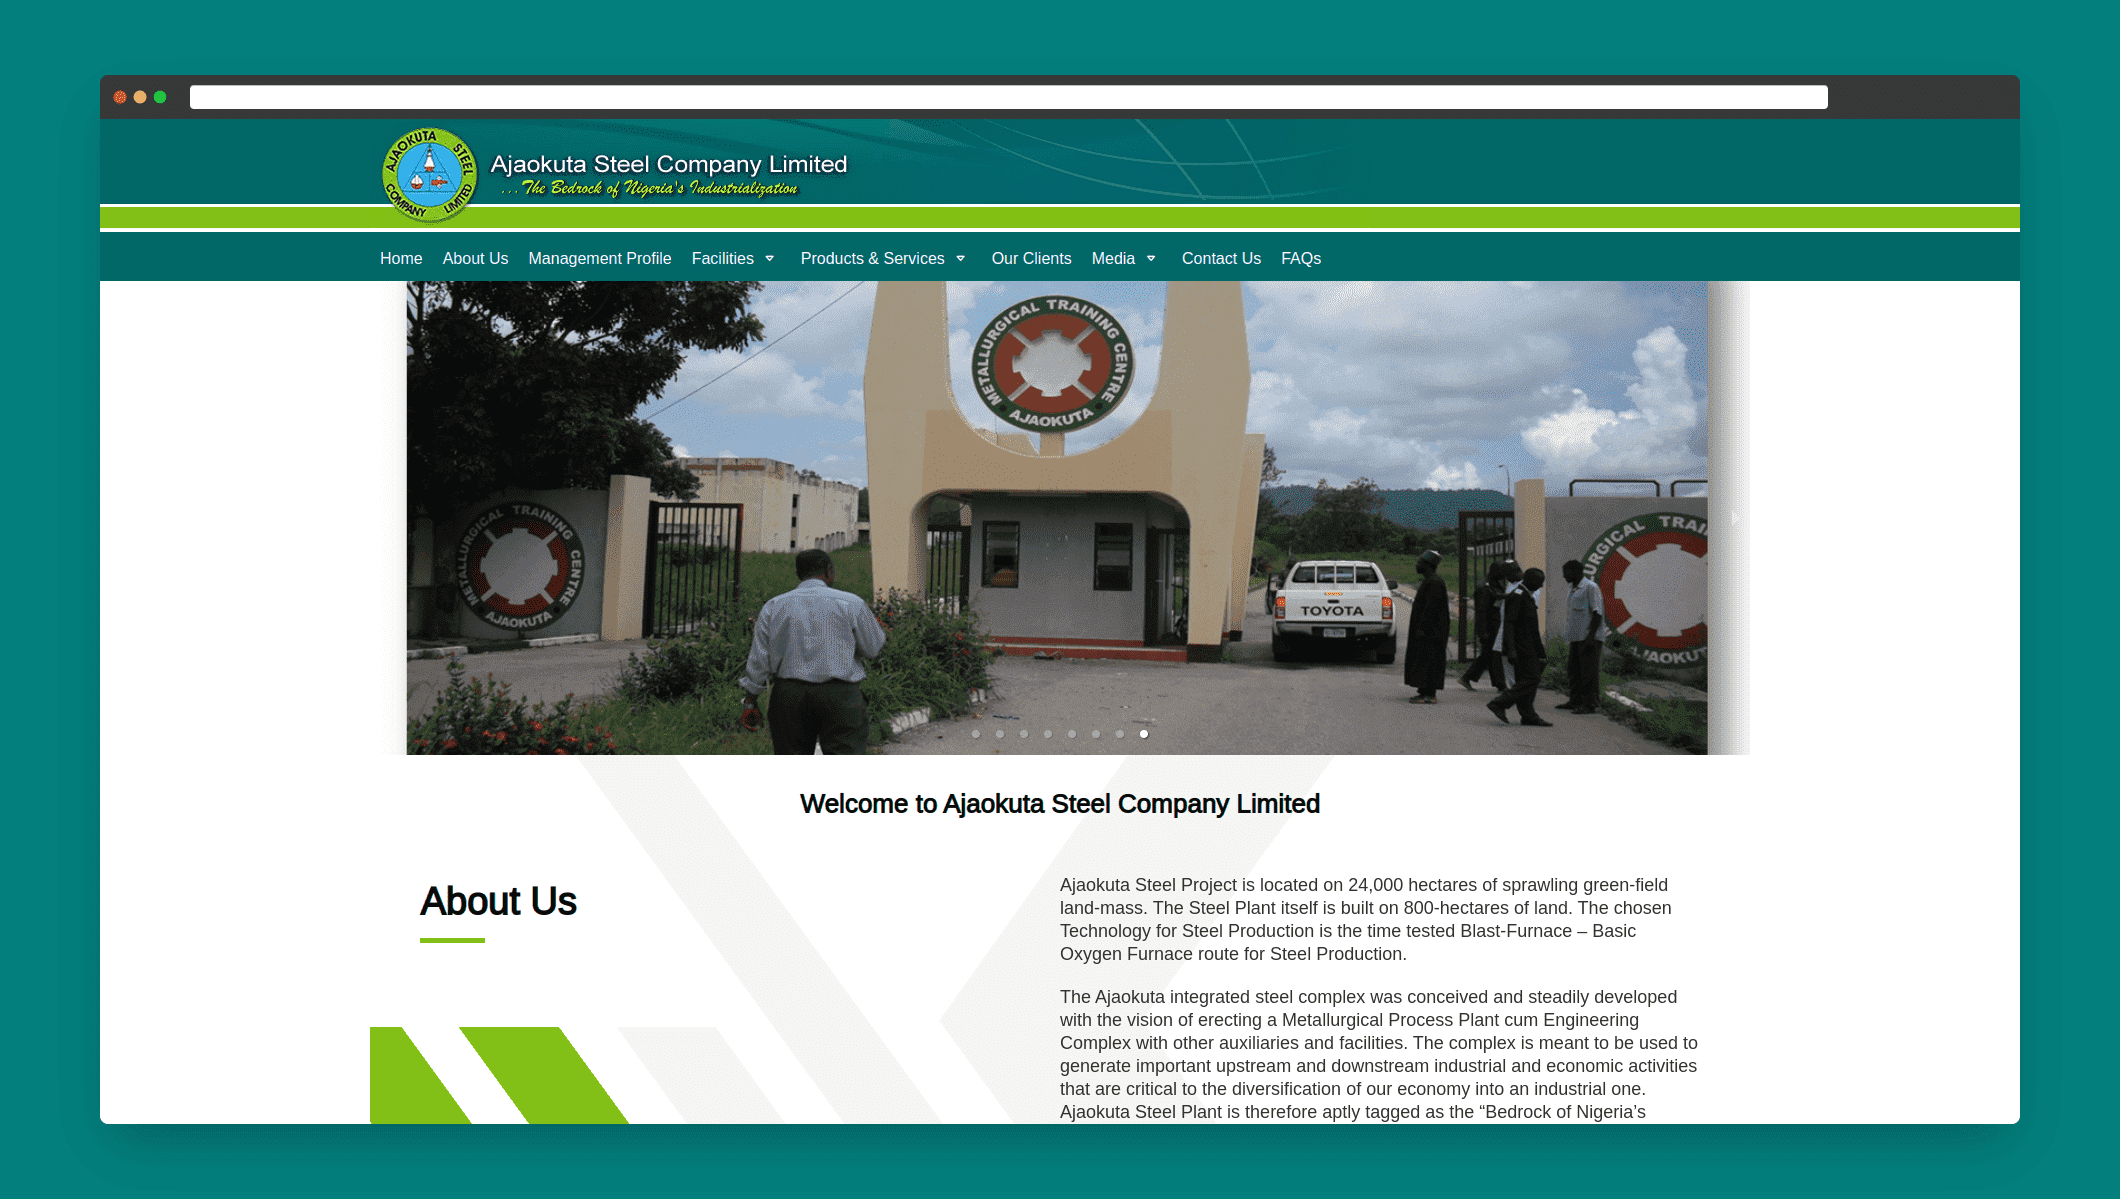 AJAOKUTA STEEL COMPANY LIMITED
Ajaokuta Steel Company Limited
...The Bedrock of Nigeria's Industrialization
Home About Us Management Profile Facilities Products & Services Our Clients Media Contact Us FAQs
METALLURGICAL TRAINING CENTRE
AJAOKUTA
METALLURGICAL TRAINING CENTRE
AJAOKUTA
TOYOTA
URGICAL TRAI
AJAOKUT
Welcome to Ajaokuta Steel Company Limited
About Us
Ajaokuta Steel Project is located on 24,000 hectares of sprawling green-field
land-mass. The Steel Plant itself is built on 800-hectares of land. The chosen
Technology for Steel Production is the time tested Blast-Furnace – Basic
Oxygen Furnace route for Steel Production.
The Ajaokuta integrated steel complex was conceived and steadily developed
with the vision of erecting a Metallurgical Process Plant cum Engineering
Complex with other auxiliaries and facilities. The complex is meant to be used to
generate important upstream and downstream industrial and economic activities
that are critical to the diversification of our economy into an industrial one.
Ajaokuta Steel Plant is therefore aptly tagged as the “Bedrock of Nigeria’s